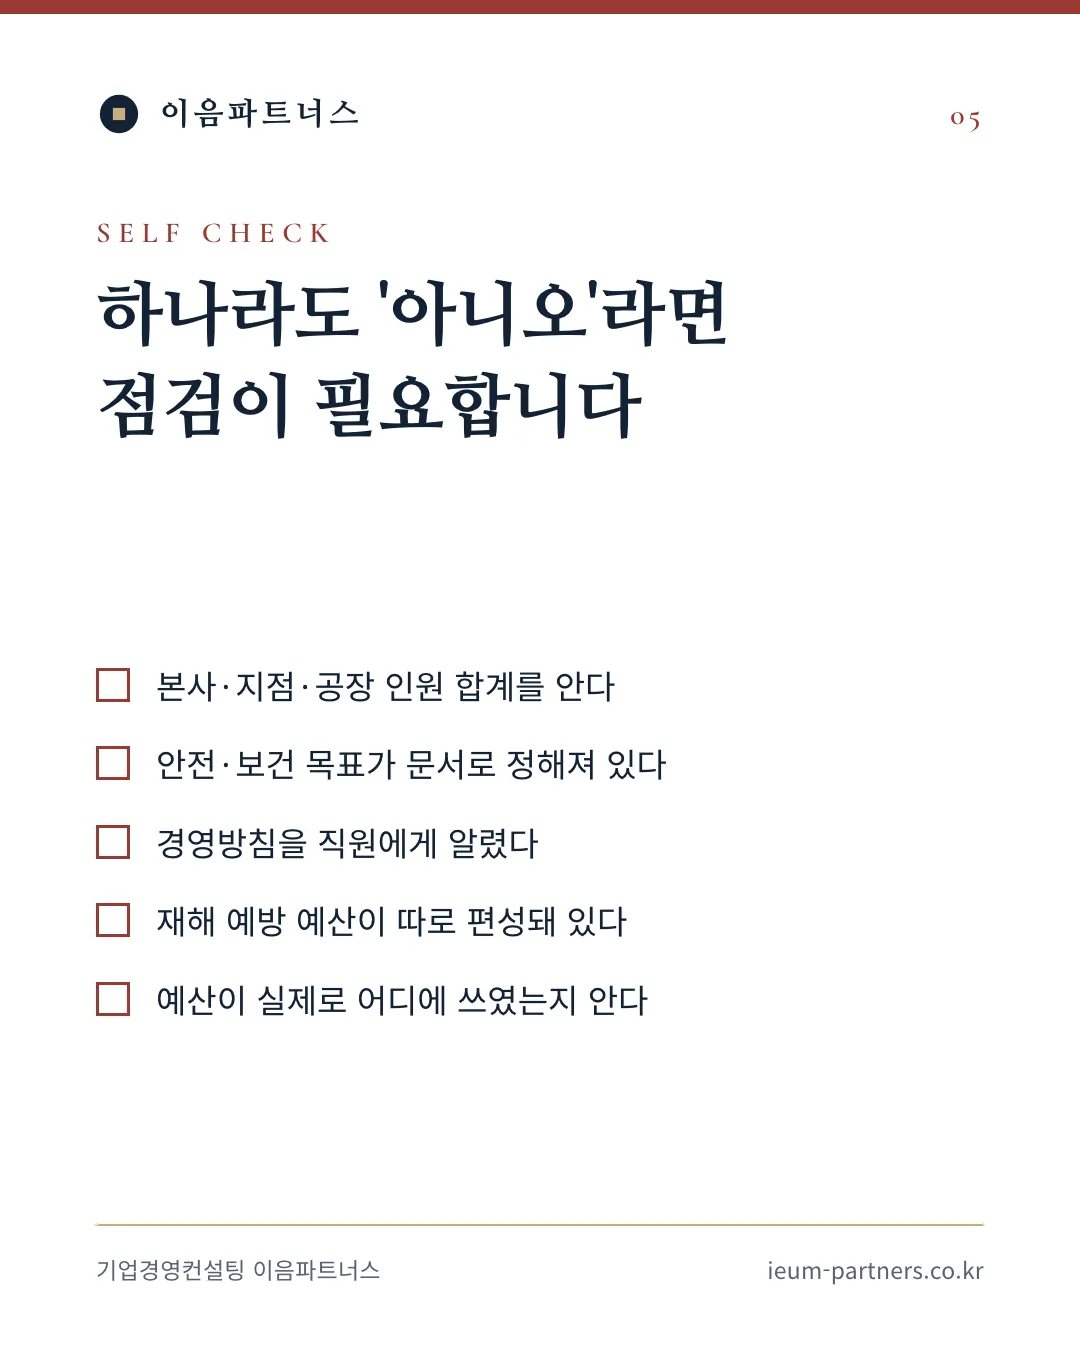 이음파트너스
05
SELF CHECK
하나라도 '아니오'라면
점검이 필요합니다
본사·지점·공장 인원 합계를 안다
안전·보건 목표가 문서로 정해져 있다
경영방침을 직원에게 알렸다
재해 예방 예산이 따로 편성돼 있다
예산이 실제로 어디에 쓰였는지 안다
기업경영컨설팅 이음파트너스
ieum-partners.co.kr